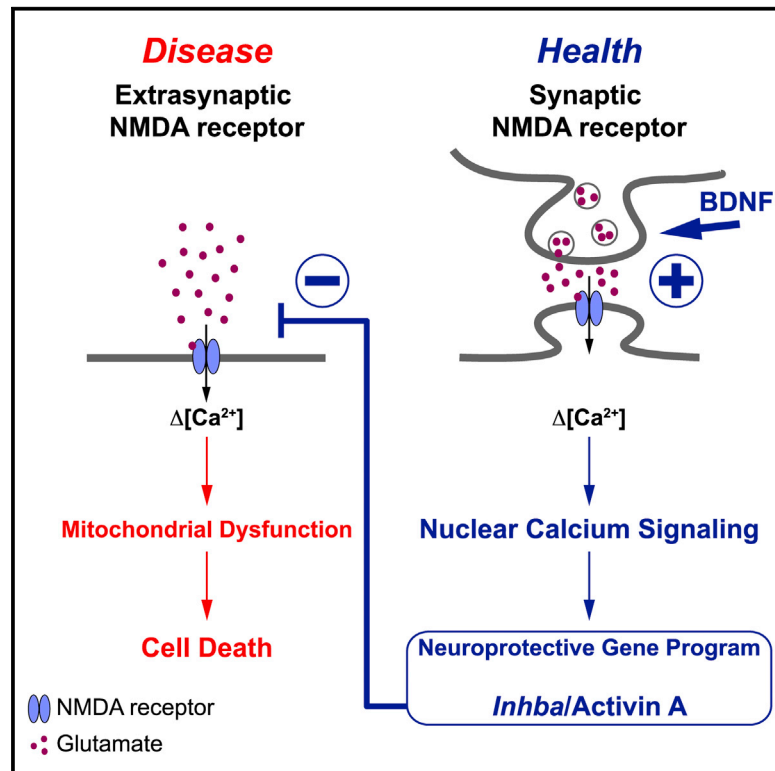 Disease
Extrasynaptic
NMDA receptor
Δ[Ca²⁺]
Mitochondrial Dysfunction
Cell Death
NMDA receptor
Glutamate
Health
Synaptic
NMDA receptor
BDNF
−
+
Δ[Ca²⁺]
Nuclear Calcium Signaling
Neuroprotective Gene Program
Inhba/Activin A